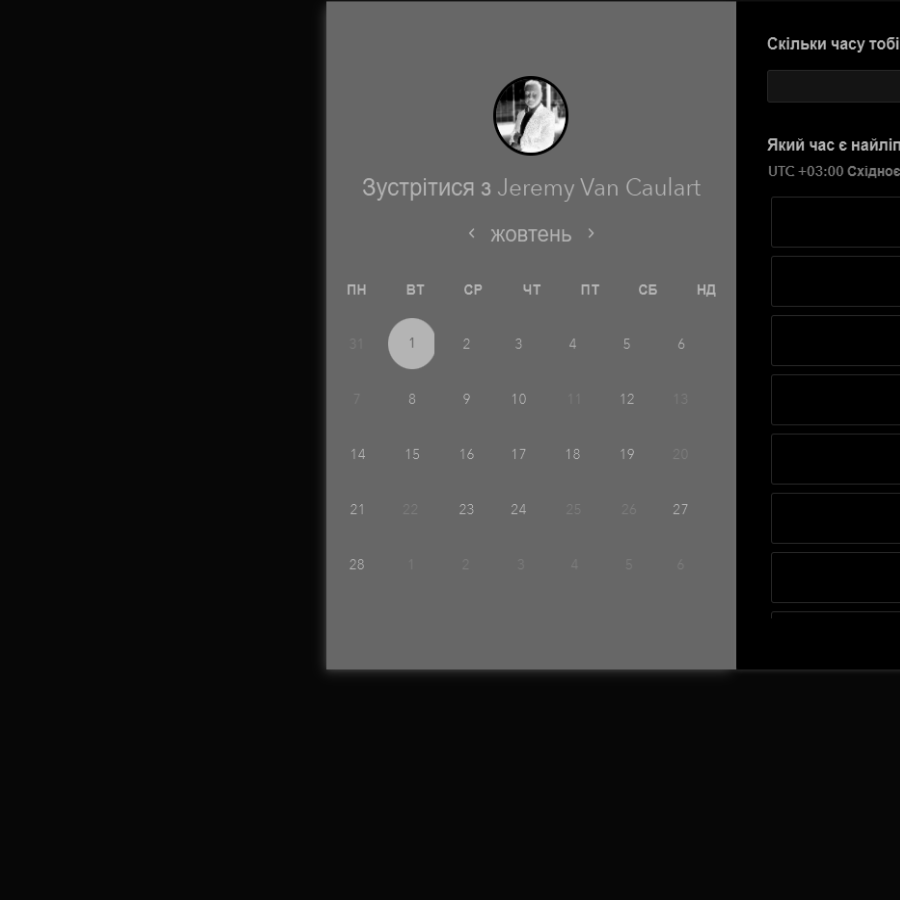 Зустрітися з Jeremy Van Caulart
‹ жовтень ›
ПН ВТ СР ЧТ ПТ СБ НД
31 1 2 3 4 5 6
7 8 9 10 11 12 13
14 15 16 17 18 19 20
21 22 23 24 25 26 27
28 1 2 3 4 5 6
Скільки часу тобі
Який час є найліп
UTC +03:00 Східноє